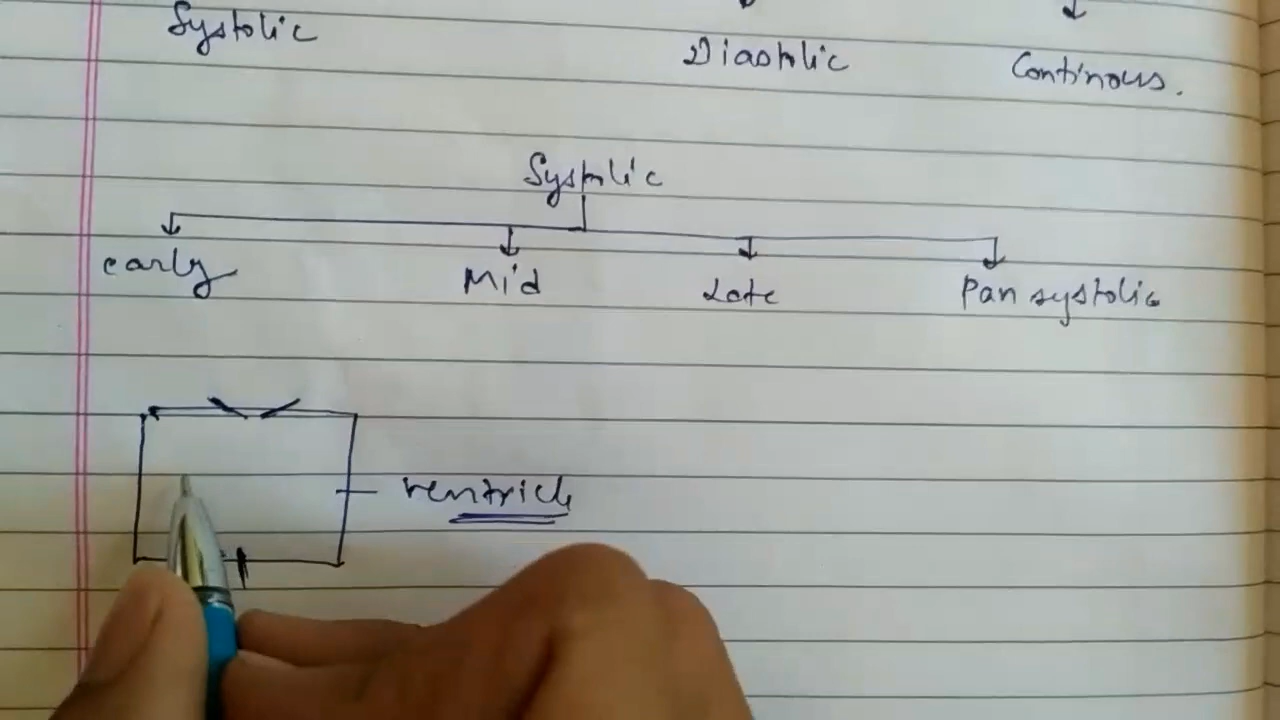 Systolic
Diastolic
Continous.
Systolic
early Mid Late Pan systolic
ventricle